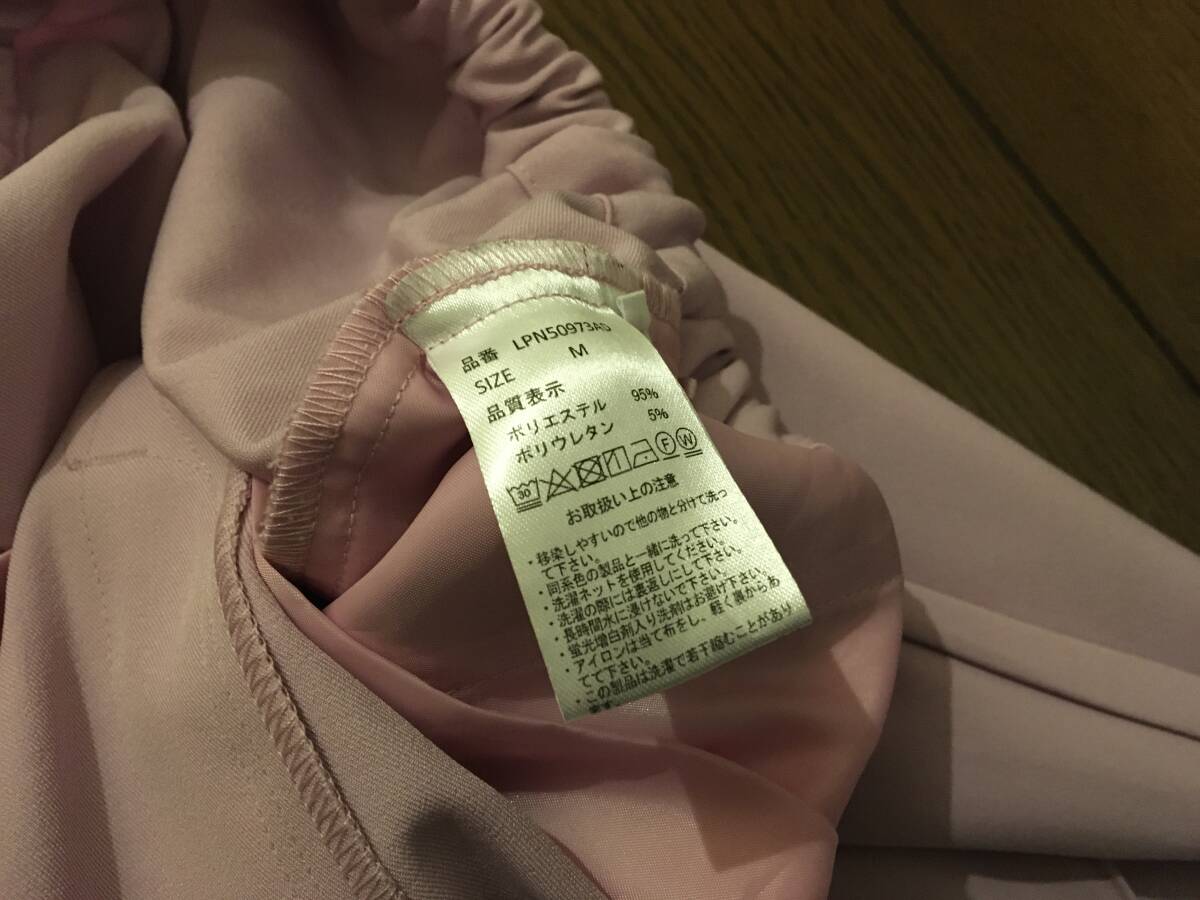 品番 LPN50973AD
SIZE M
品質表示
ポリエステル 95%
ポリウレタン 5%
30 F W
お取扱い上の注意
・移染しやすいので他の物と分けて洗っ
て下さい。
・同系色の製品と一緒に洗って下さい。
・洗濯ネットを使用してください。
・洗濯の際には裏返しにして下さい。
・長時間水に浸けないで下さい。
・蛍光増白剤入り洗剤はお避け下さい。
・アイロンは当て布をし、軽く裏からあ
てて下さい。
・この製品は洗濯で若干縮むことがあり
ます。